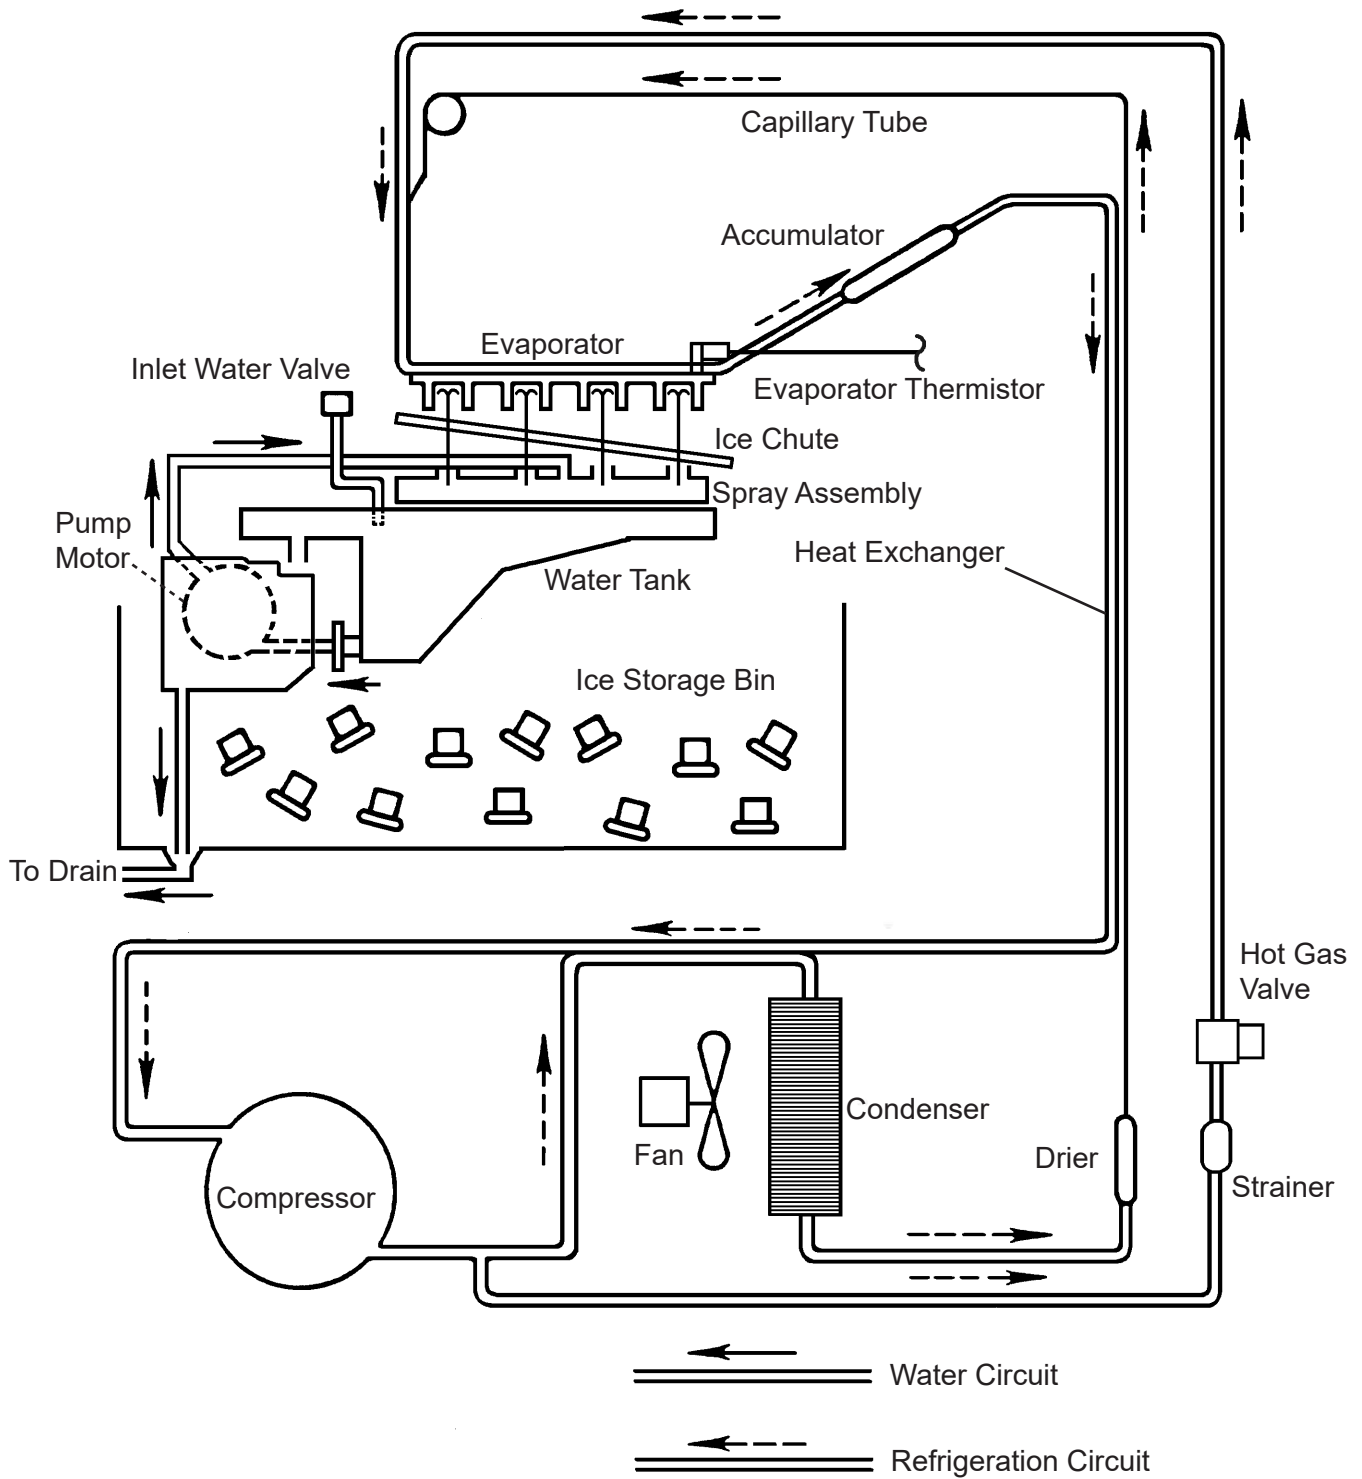 Capillary Tube
Accumulator
Evaporator
Inlet Water Valve
Evaporator Thermistor
Ice Chute
Spray Assembly
Pump
Motor
Heat Exchanger
Water Tank
Ice Storage Bin
To Drain
Hot Gas
Valve
Condenser
Fan
Drier
Strainer
Compressor
Water Circuit
Refrigeration Circuit